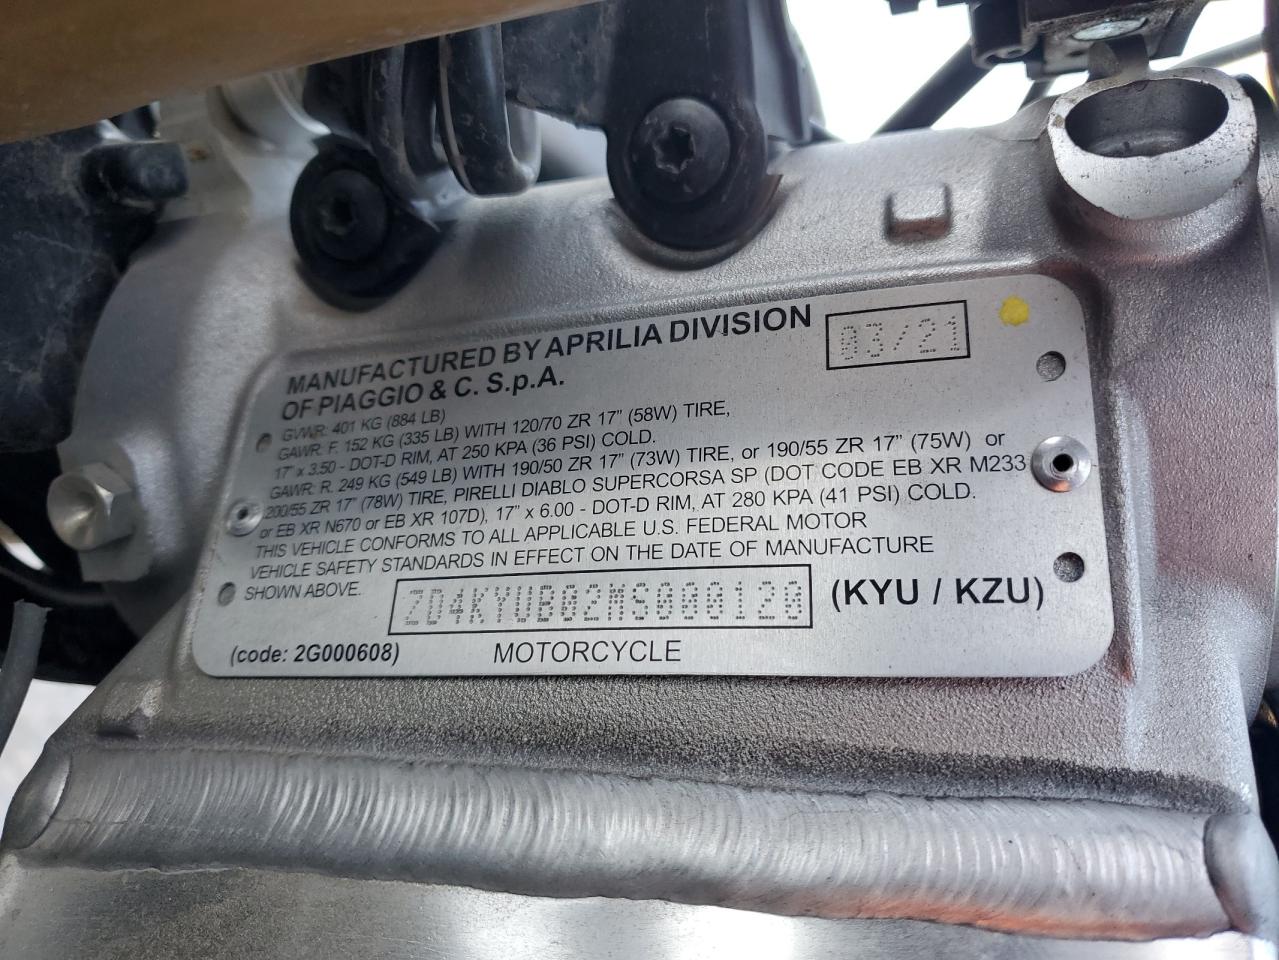 MANUFACTURED BY APRILIA DIVISION
OF PIAGGIO & C. S.p.A.
03/21
GVWR: 401 KG (884 LB)
GAWR: F. 152 KG (335 LB) WITH 120/70 ZR 17" (58W) TIRE,
17" x 3.50 - DOT-D RIM, AT 250 KPA (36 PSI) COLD.
GAWR: R. 249 KG (549 LB) WITH 190/50 ZR 17" (73W) TIRE, or 190/55 ZR 17" (75W) or
200/55 ZR 17" (78W) TIRE, PIRELLI DIABLO SUPERCORSA SP (DOT CODE EB XR M233
or EB XR N670 or EB XR 107D), 17" x 6.00 - DOT-D RIM, AT 280 KPA (41 PSI) COLD.
THIS VEHICLE CONFORMS TO ALL APPLICABLE U.S. FEDERAL MOTOR
VEHICLE SAFETY STANDARDS IN EFFECT ON THE DATE OF MANUFACTURE
SHOWN ABOVE.
ZD4KYUB02MS000120
(KYU / KZU)
(code: 2G000608)
MOTORCYCLE